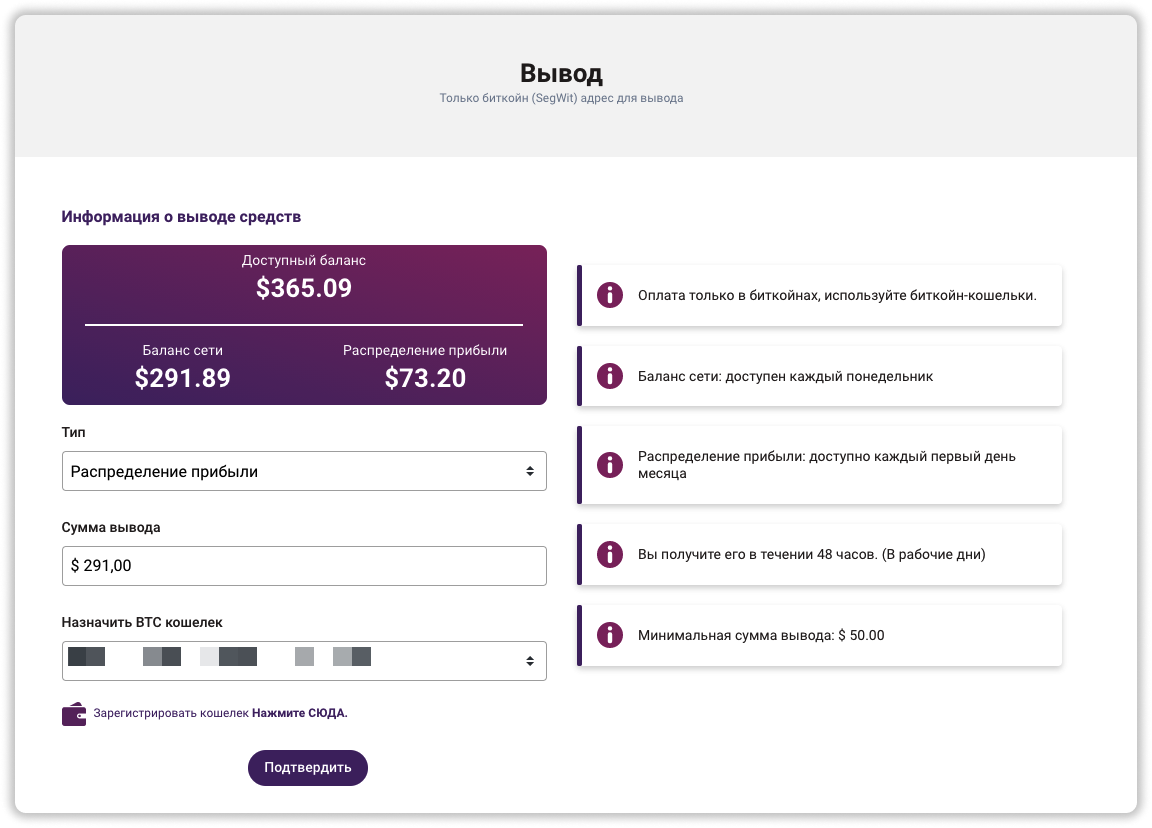 Вывод
Только биткойн (SegWit) адрес для вывода
Информация о выводе средств
Доступный баланс
$365.09
Баланс сети
$291.89
Распределение прибыли
$73.20
Тип
Распределение прибыли
Сумма вывода
$ 291,00
Назначить BTC кошелек
Зарегистрировать кошелек Нажмите СЮДА.
Подтвердить
Оплата только в биткойнах, используйте биткойн-кошельки.
Баланс сети: доступен каждый понедельник
Распределение прибыли: доступно каждый первый день
месяца
Вы получите его в течении 48 часов. (В рабочие дни)
Минимальная сумма вывода: $ 50.00